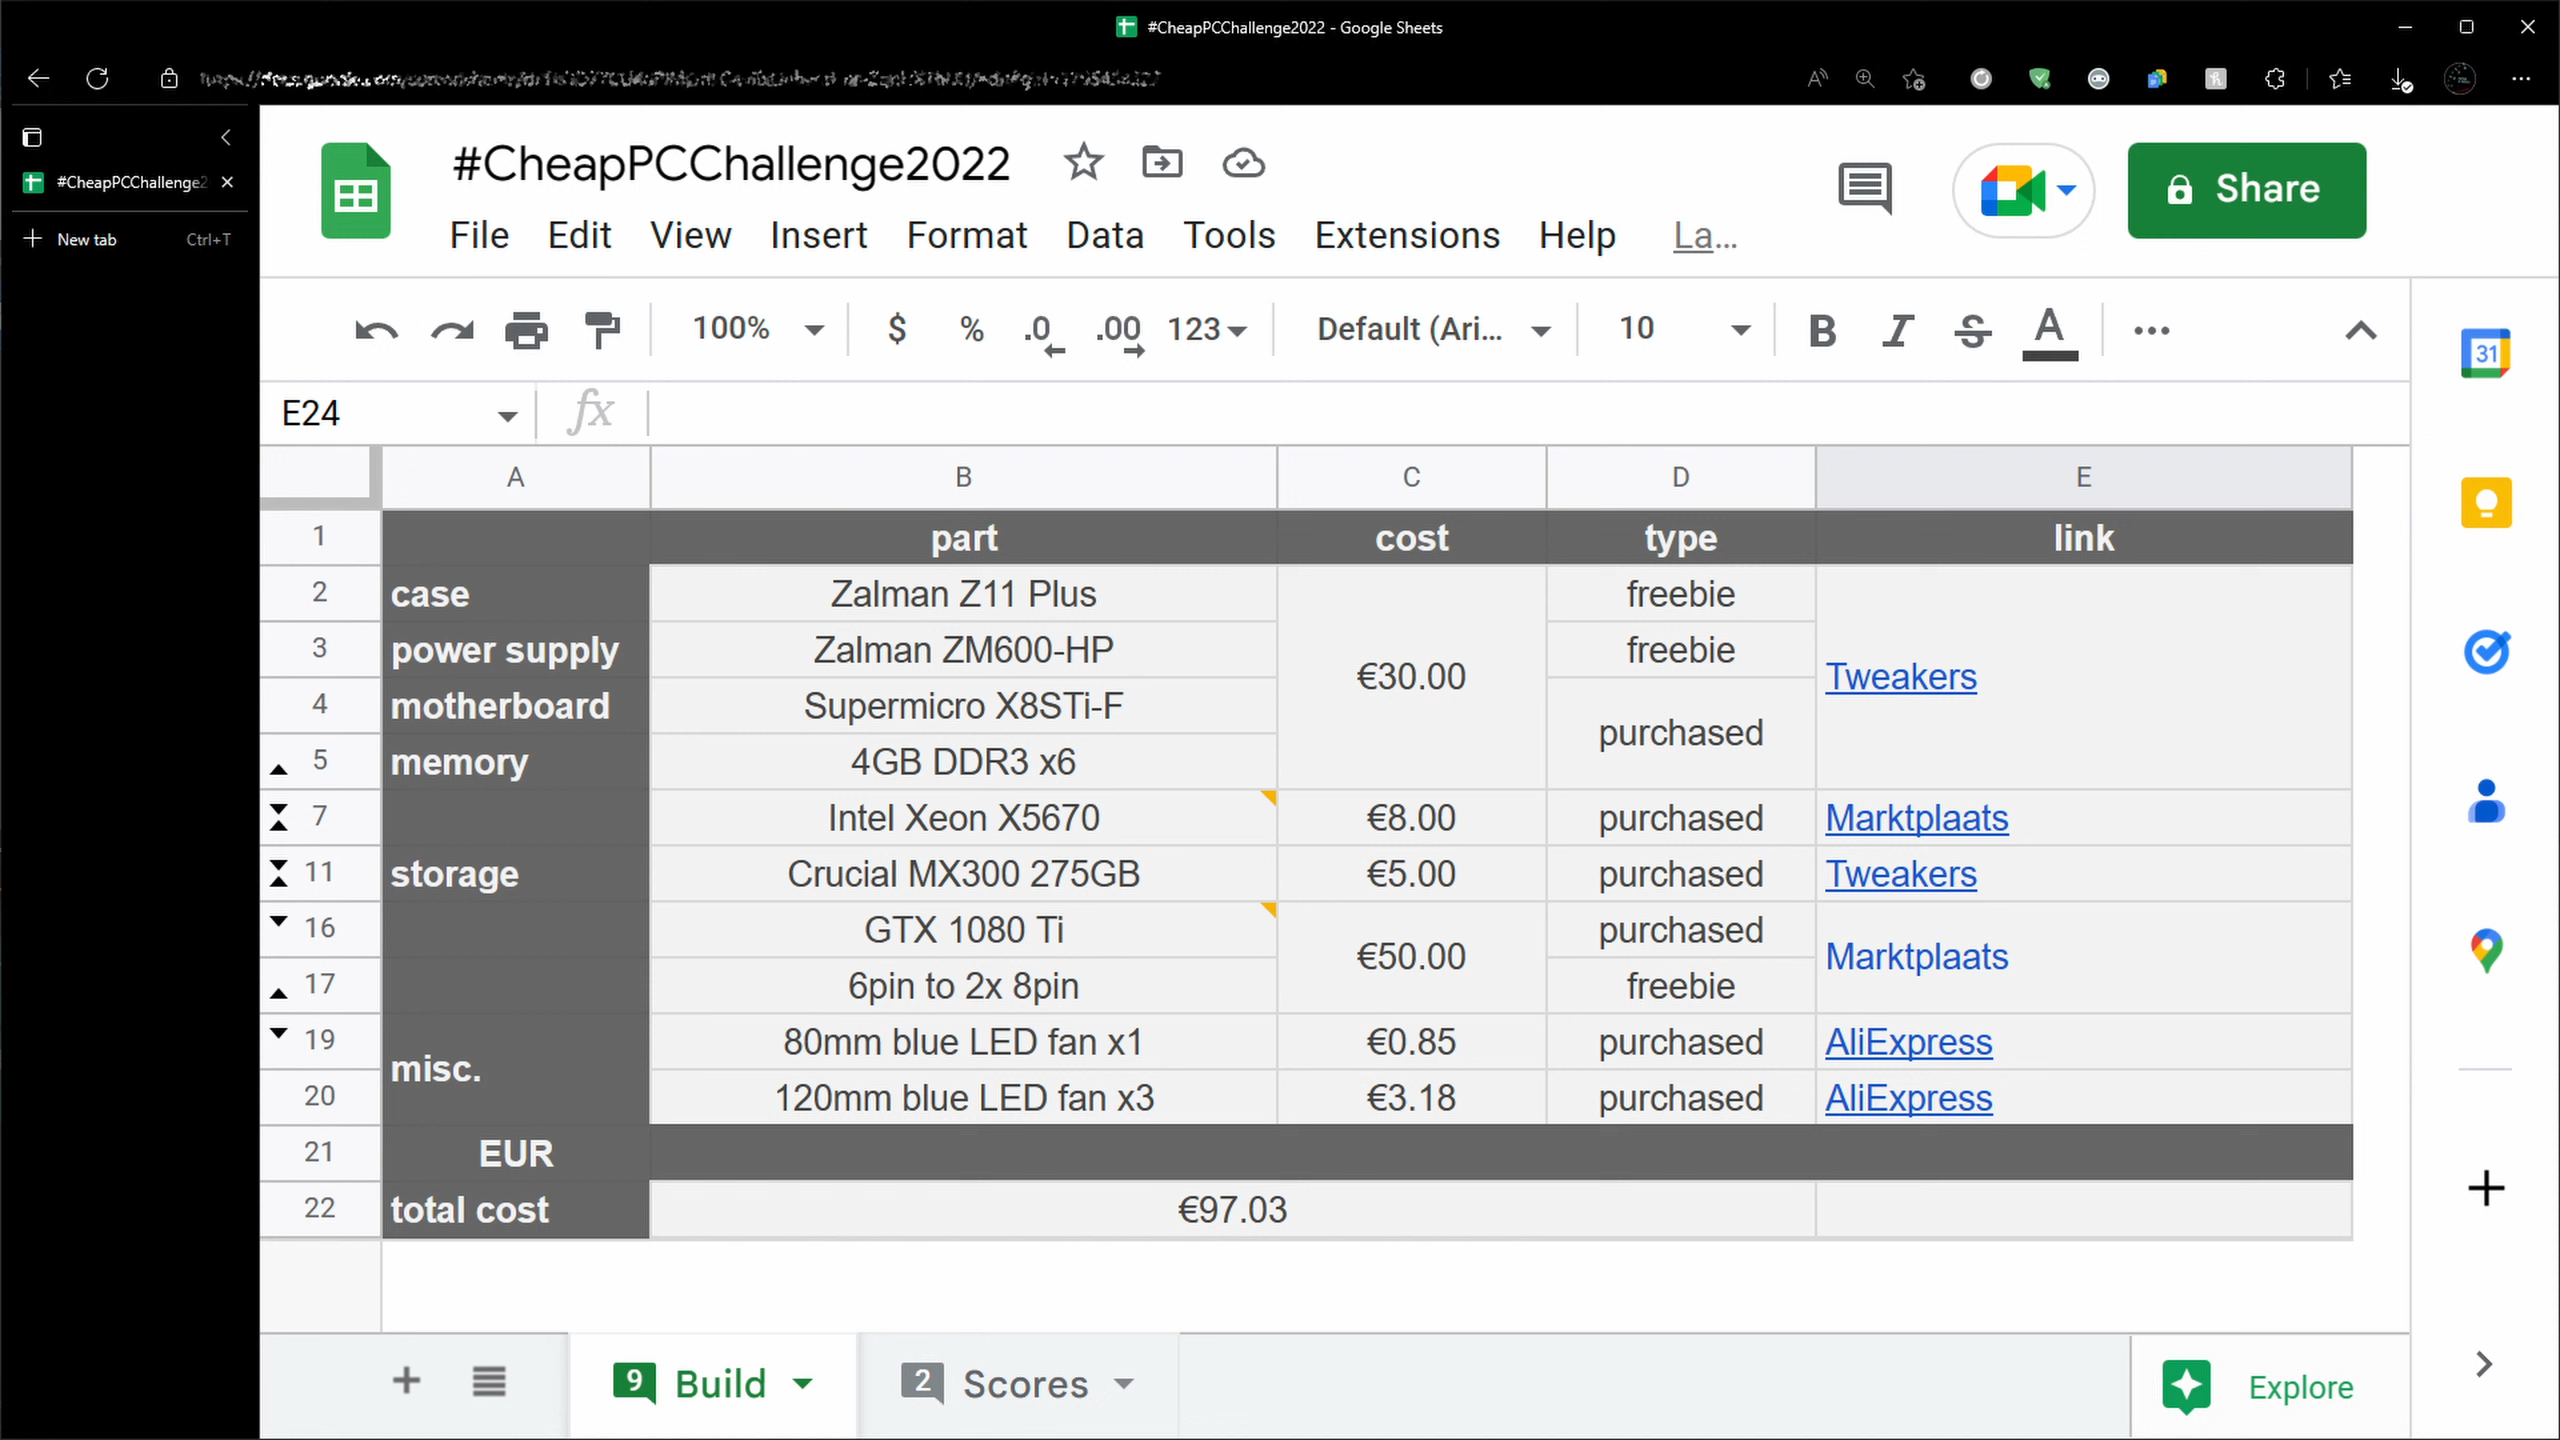 #CheapPCChallenge2022 - Google Sheets
#CheapPCChallenge2
New tab Ctrl+T
#CheapPCChallenge2022
Share
File Edit View Insert Format Data Tools Extensions Help La...
100% $ % .0 .00 123 Default (Ari... 10 B I S A
31
E24 fx
A B C D E
1 part cost type link
2 case Zalman Z11 Plus freebie
3 power supply Zalman ZM600-HP freebie
€30.00 Tweakers
4 motherboard Supermicro X8STi-F
purchased
5 memory 4GB DDR3 x6
7 Intel Xeon X5670 €8.00 purchased Marktplaats
11 storage Crucial MX300 275GB €5.00 purchased Tweakers
16 GTX 1080 Ti purchased
€50.00 Marktplaats
17 6pin to 2x 8pin freebie
19 80mm blue LED fan x1 €0.85 purchased AliExpress
misc.
20 120mm blue LED fan x3 €3.18 purchased AliExpress
21 EUR
22 total cost €97.03
9 Build 2 Scores Explore